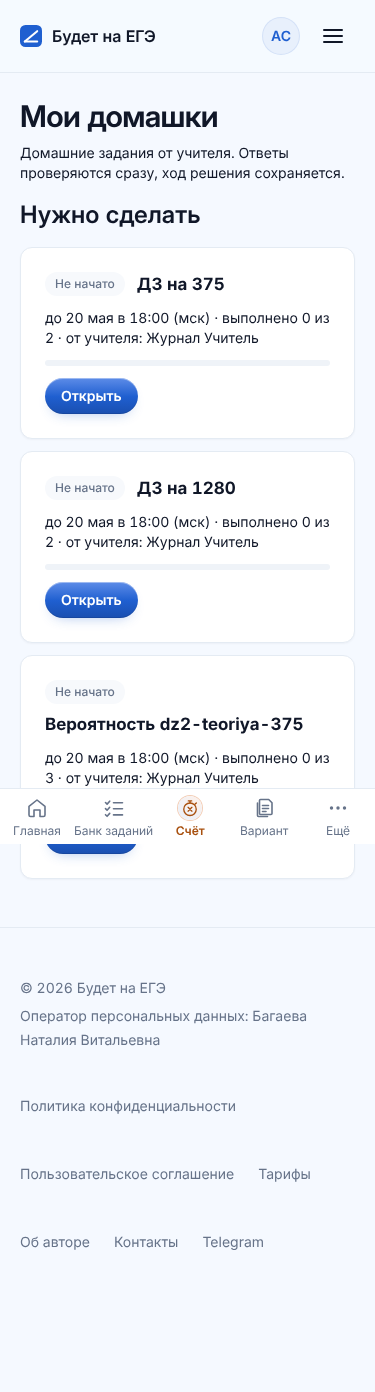 Будет на ЕГЭ
АС
Мои домашки
Домашние задания от учителя. Ответы
проверяются сразу, ход решения сохраняется.
Нужно сделать
Не начато ДЗ на 375
до 20 мая в 18:00 (мск) · выполнено 0 из
2 · от учителя: Журнал Учитель
Открыть
Не начато ДЗ на 1280
до 20 мая в 18:00 (мск) · выполнено 0 из
2 · от учителя: Журнал Учитель
Открыть
Не начато
Вероятность dz2-teoriya-375
до 20 мая в 18:00 (мск) · выполнено 0 из
3 · от учителя: Журнал Учитель
Главная Банк заданий Счёт Вариант Ещё
© 2026 Будет на ЕГЭ
Оператор персональных данных: Багаева
Наталия Витальевна
Политика конфиденциальности
Пользовательское соглашение Тарифы
Об авторе Контакты Telegram